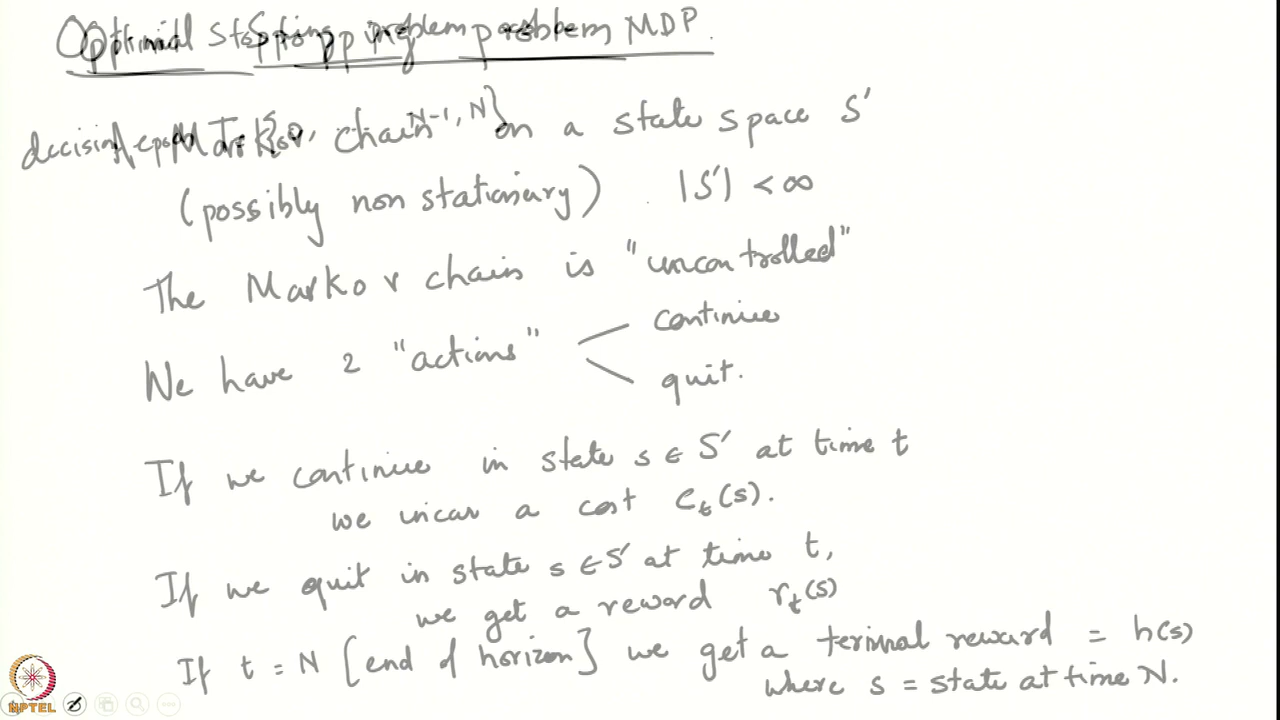 Optimal stopping problem problem MDP.
decision epochs Markov chain N-1, N} on a state space S'
(possibly non stationary) |S'| < ∞
The Markov chain is "uncontrolled"
We have 2 "actions" continue
quit.
If we continue in state s ∈ S' at time t
we incur a cost C_t(s).
If we quit in state s ∈ S' at time t,
we get a reward r_t(s)
If t = N [end of horizon] we get a terminal reward = h(s)
where s = state at time N.
NPTEL